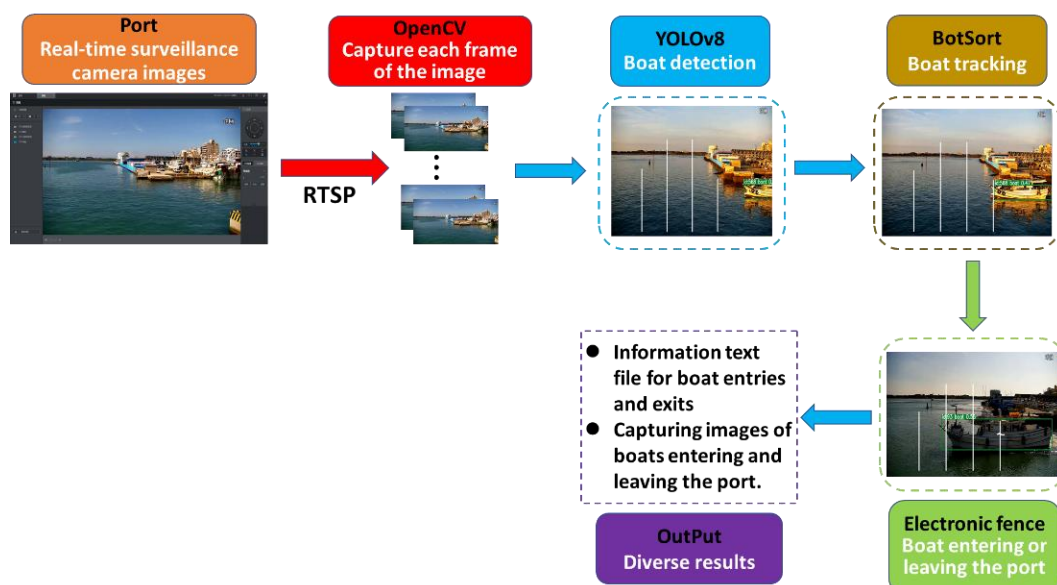 Port
Real-time surveillance
camera images
OpenCV
Capture each frame
of the image
YOLOv8
Boat detection
BotSort
Boat tracking
RTSP
● Information text
file for boat entries
and exits
● Capturing images of
boats entering and
leaving the port.
OutPut
Diverse results
Electronic fence
Boat entering or
leaving the port